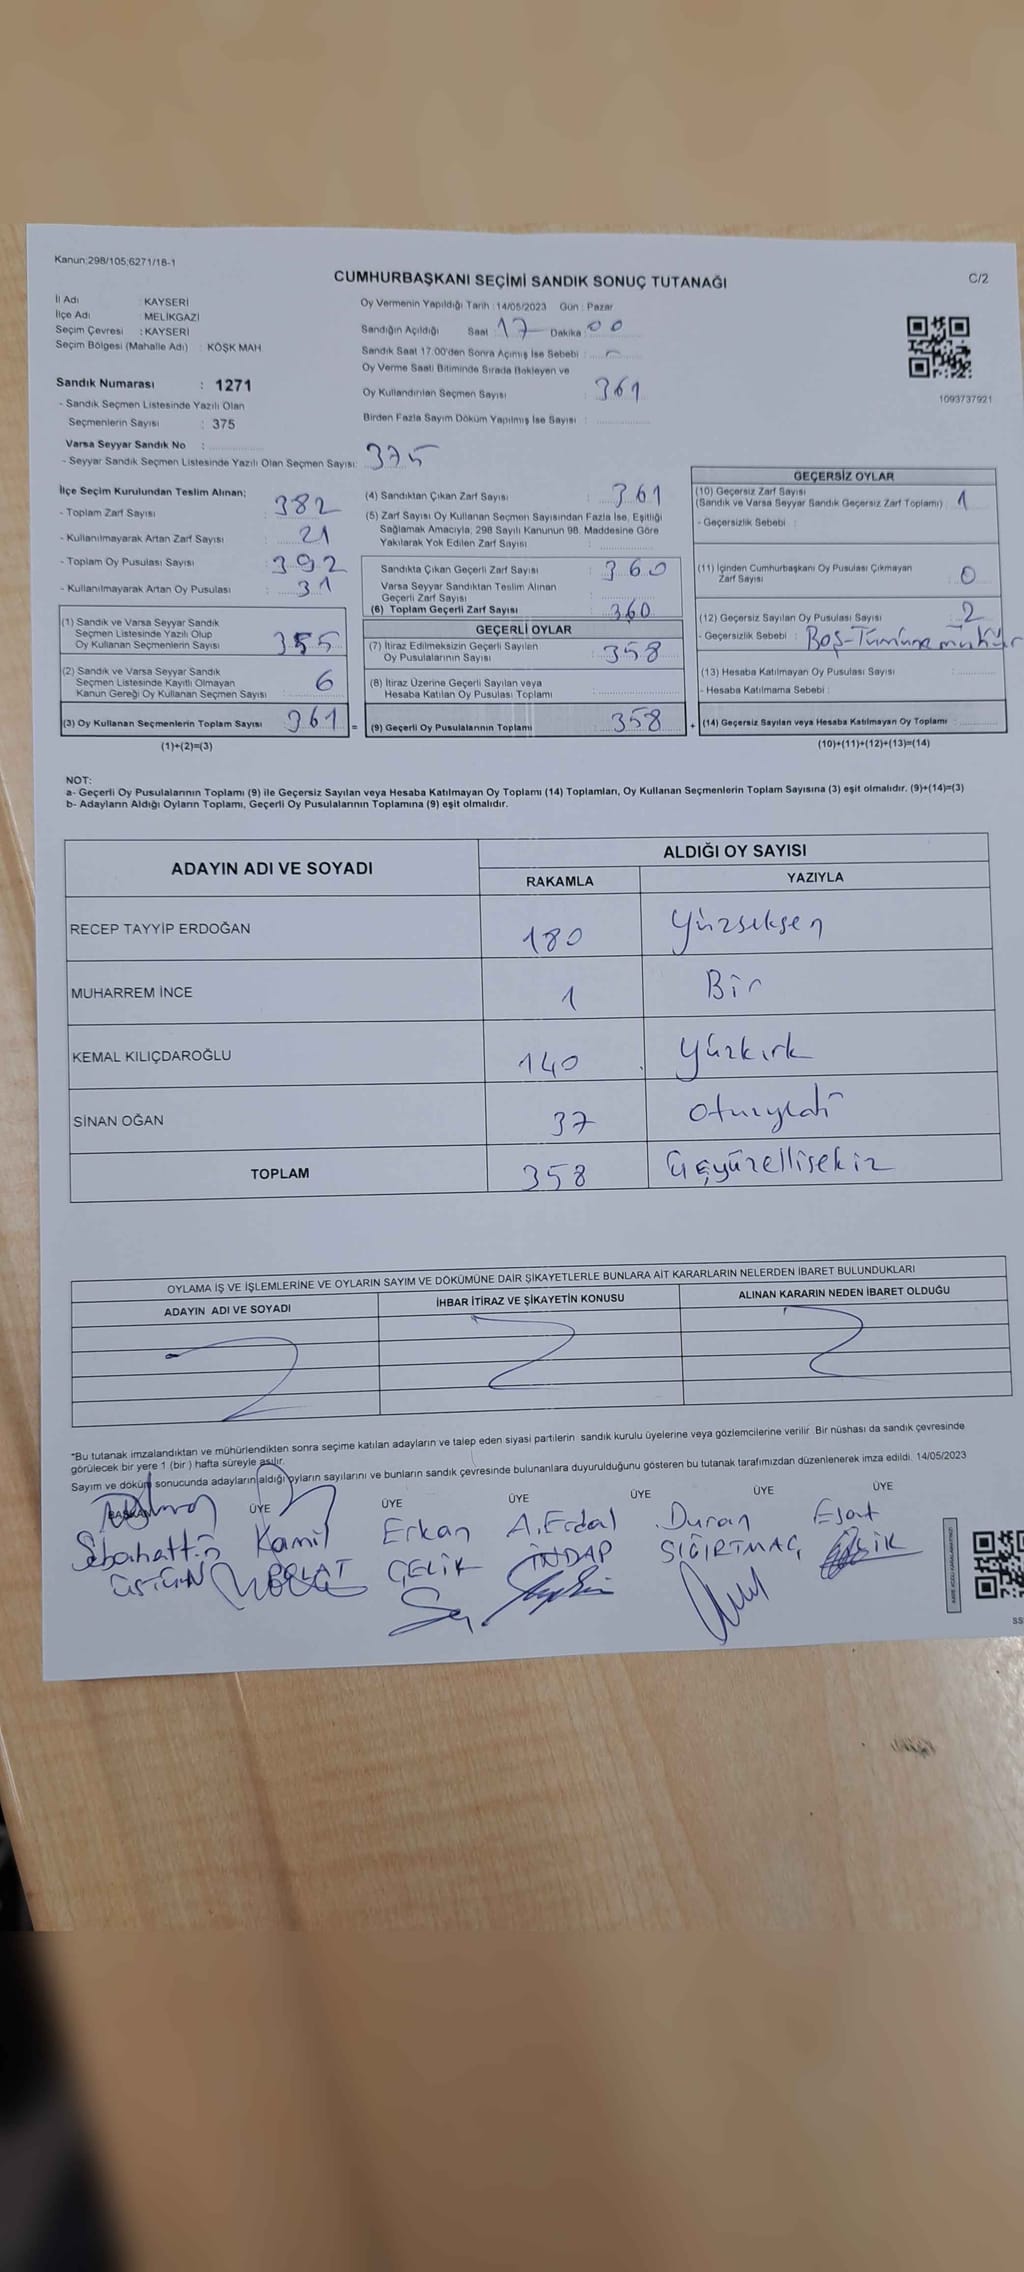 Kanun:298/105;6271/18-1
CUMHURBAŞKANI SEÇİMİ SANDIK SONUÇ TUTANAĞI
C/2
İl Adı : KAYSERİ
İlçe Adı : MELİKGAZİ
Seçim Çevresi : KAYSERİ
Seçim Bölgesi (Mahalle Adı) : KÖŞK MAH.
Sandık Numarası : 1271
- Sandık Seçmen Listesinde Yazılı Olan
Seçmenlerin Sayısı : 375
Varsa Seyyar Sandık No :
- Seyyar Sandık Seçmen Listesinde Yazılı Olan Seçmen Sayısı: 375
Oy Vermenin Yapıldığı Tarih : 14/05/2023 Gün : Pazar
Sandığın Açıldığı Saat 17 Dakika : 00
Sandık Saat 17.00'den Sonra Açılmış İse Sebebi :
Oy Verme Saati Bitiminde Sırada Bekleyen ve
Oy Kullandırılan Seçmen Sayısı : 361
Birden Fazla Sayım Döküm Yapılmış İse Sayısı :
1093737921
İlçe Seçim Kurulundan Teslim Alınan;
- Toplam Zarf Sayısı : 382
- Kullanılmayarak Artan Zarf Sayısı : 21
- Toplam Oy Pusulası Sayısı : 392
- Kullanılmayarak Artan Oy Pusulası : 31
(1) Sandık ve Varsa Seyyar Sandık
Seçmen Listesinde Yazılı Olup
Oy Kullanan Seçmenlerin Sayısı : 355
(2) Sandık ve Varsa Seyyar Sandık
Seçmen Listesinde Kayıtlı Olmayan
Kanun Gereği Oy Kullanan Seçmen Sayısı : 6
(3) Oy Kullanan Seçmenlerin Toplam Sayısı : 361
(1)+(2)=(3)
(4) Sandıktan Çıkan Zarf Sayısı : 361
(5) Zarf Sayısı Oy Kullanan Seçmen Sayısından Fazla İse, Eşitliği
Sağlamak Amacıyla, 298 Sayılı Kanunun 98. Maddesine Göre
Yakılarak Yok Edilen Zarf Sayısı :
Sandıkta Çıkan Geçerli Zarf Sayısı : 360
Varsa Seyyar Sandıktan Teslim Alınan
Geçerli Zarf Sayısı :
(6) Toplam Geçerli Zarf Sayısı : 360
GEÇERLİ OYLAR
(7) İtiraz Edilmeksizin Geçerli Sayılan
Oy Pusulalarının Sayısı : 358
(8) İtiraz Üzerine Geçerli Sayılan veya
Hesaba Katılan Oy Pusulası Toplamı :
= (9) Geçerli Oy Pusulalarının Toplamı : 358
GEÇERSİZ OYLAR
(10) Geçersiz Zarf Sayısı
(Sandık ve Varsa Seyyar Sandık Geçersiz Zarf Toplamı) : 1
- Geçersizlik Sebebi :
(11) İçinden Cumhurbaşkanı Oy Pusulası Çıkmayan
Zarf Sayısı : 0
(12) Geçersiz Sayılan Oy Pusulası Sayısı : 2
- Geçersizlik Sebebi : Boş-Tümüne mühür
(13) Hesaba Katılmayan Oy Pusulası Sayısı :
- Hesaba Katılmama Sebebi :
+ (14) Geçersiz Sayılan veya Hesaba Katılmayan Oy Toplamı :
(10)+(11)+(12)+(13)=(14)
NOT:
a- Geçerli Oy Pusulalarının Toplamı (9) ile Geçersiz Sayılan veya Hesaba Katılmayan Oy Toplamı (14) Toplamları, Oy Kullanan Seçmenlerin Toplam Sayısına (3) eşit olmalıdır. (9)+(14)=(3)
b- Adayların Aldığı Oyların Toplamı, Geçerli Oy Pusulalarının Toplamına (9) eşit olmalıdır.
ADAYIN ADI VE SOYADI ALDIĞI OY SAYISI
RAKAMLA YAZIYLA
RECEP TAYYİP ERDOĞAN 180 Yüzseksen
MUHARREM İNCE 1 Bir
KEMAL KILIÇDAROĞLU 140 Yüzkırk
SİNAN OĞAN 37 Otuzyedi
TOPLAM 358 Üçyüzellisekiz
OYLAMA İŞ VE İŞLEMLERİNE VE OYLARIN SAYIM VE DÖKÜMÜNE DAİR ŞİKAYETLERLE BUNLARA AİT KARARLARIN NELERDEN İBARET BULUNDUKLARI
ADAYIN ADI VE SOYADI İHBAR İTİRAZ VE ŞİKAYETİN KONUSU ALINAN KARARIN NEDEN İBARET OLDUĞU
*Bu tutanak imzalandıktan ve mühürlendikten sonra seçime katılan adayların ve talep eden siyasi partilerin sandık kurulu üyelerine veya gözlemcilerine verilir. Bir nüshası da sandık çevresinde
görülecek bir yere 1 (bir) hafta süreyle asılır.
Sayım ve döküm sonucunda adayların aldığı oyların sayılarını ve bunların sandık çevresinde bulunanlara duyurulduğunu gösteren bu tutanak tarafımızdan düzenlenerek imza edildi. 14/05/2023
BAŞKAN ÜYE ÜYE ÜYE ÜYE ÜYE ÜYE
Sebahattin Kamil Erkan A.Erdal Duran Esat
ÇELİK İNDAP SIĞIRTMAÇ